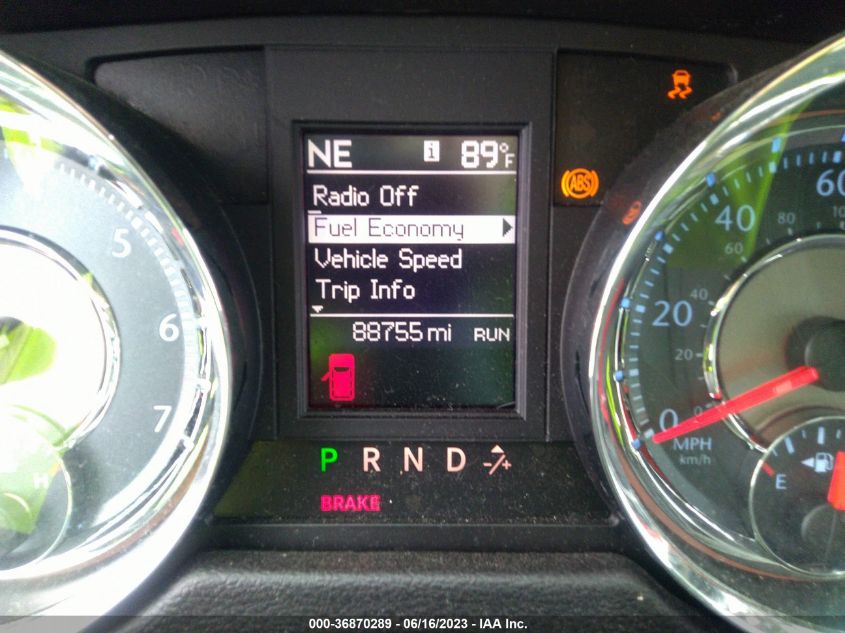 NE i 89°F
Radio Off
Fuel Economy
Vehicle Speed
Trip Info
88755 mi RUN
P R N D -/+
BRAKE
ABS
5
6
7
H
0
20
40
60
0
20
40
60
80
MPH
km/h
E
000-36870289 - 06/16/2023 - IAA Inc.